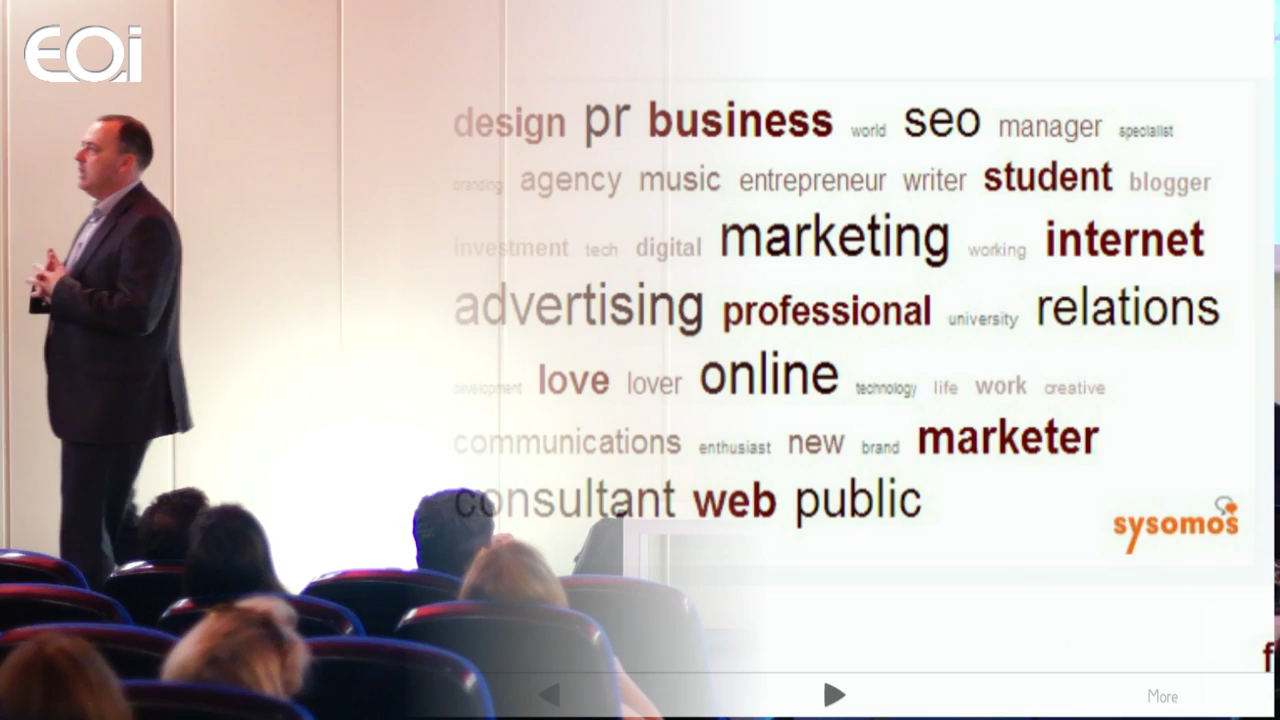 EOi
design pr business world seo manager specialist
branding agency music entrepreneur writer student blogger
investment tech digital marketing working internet
advertising professional university relations
development love lover online technology life work creative
communications enthusiast new brand marketer
consultant web public
sysomos
f
More